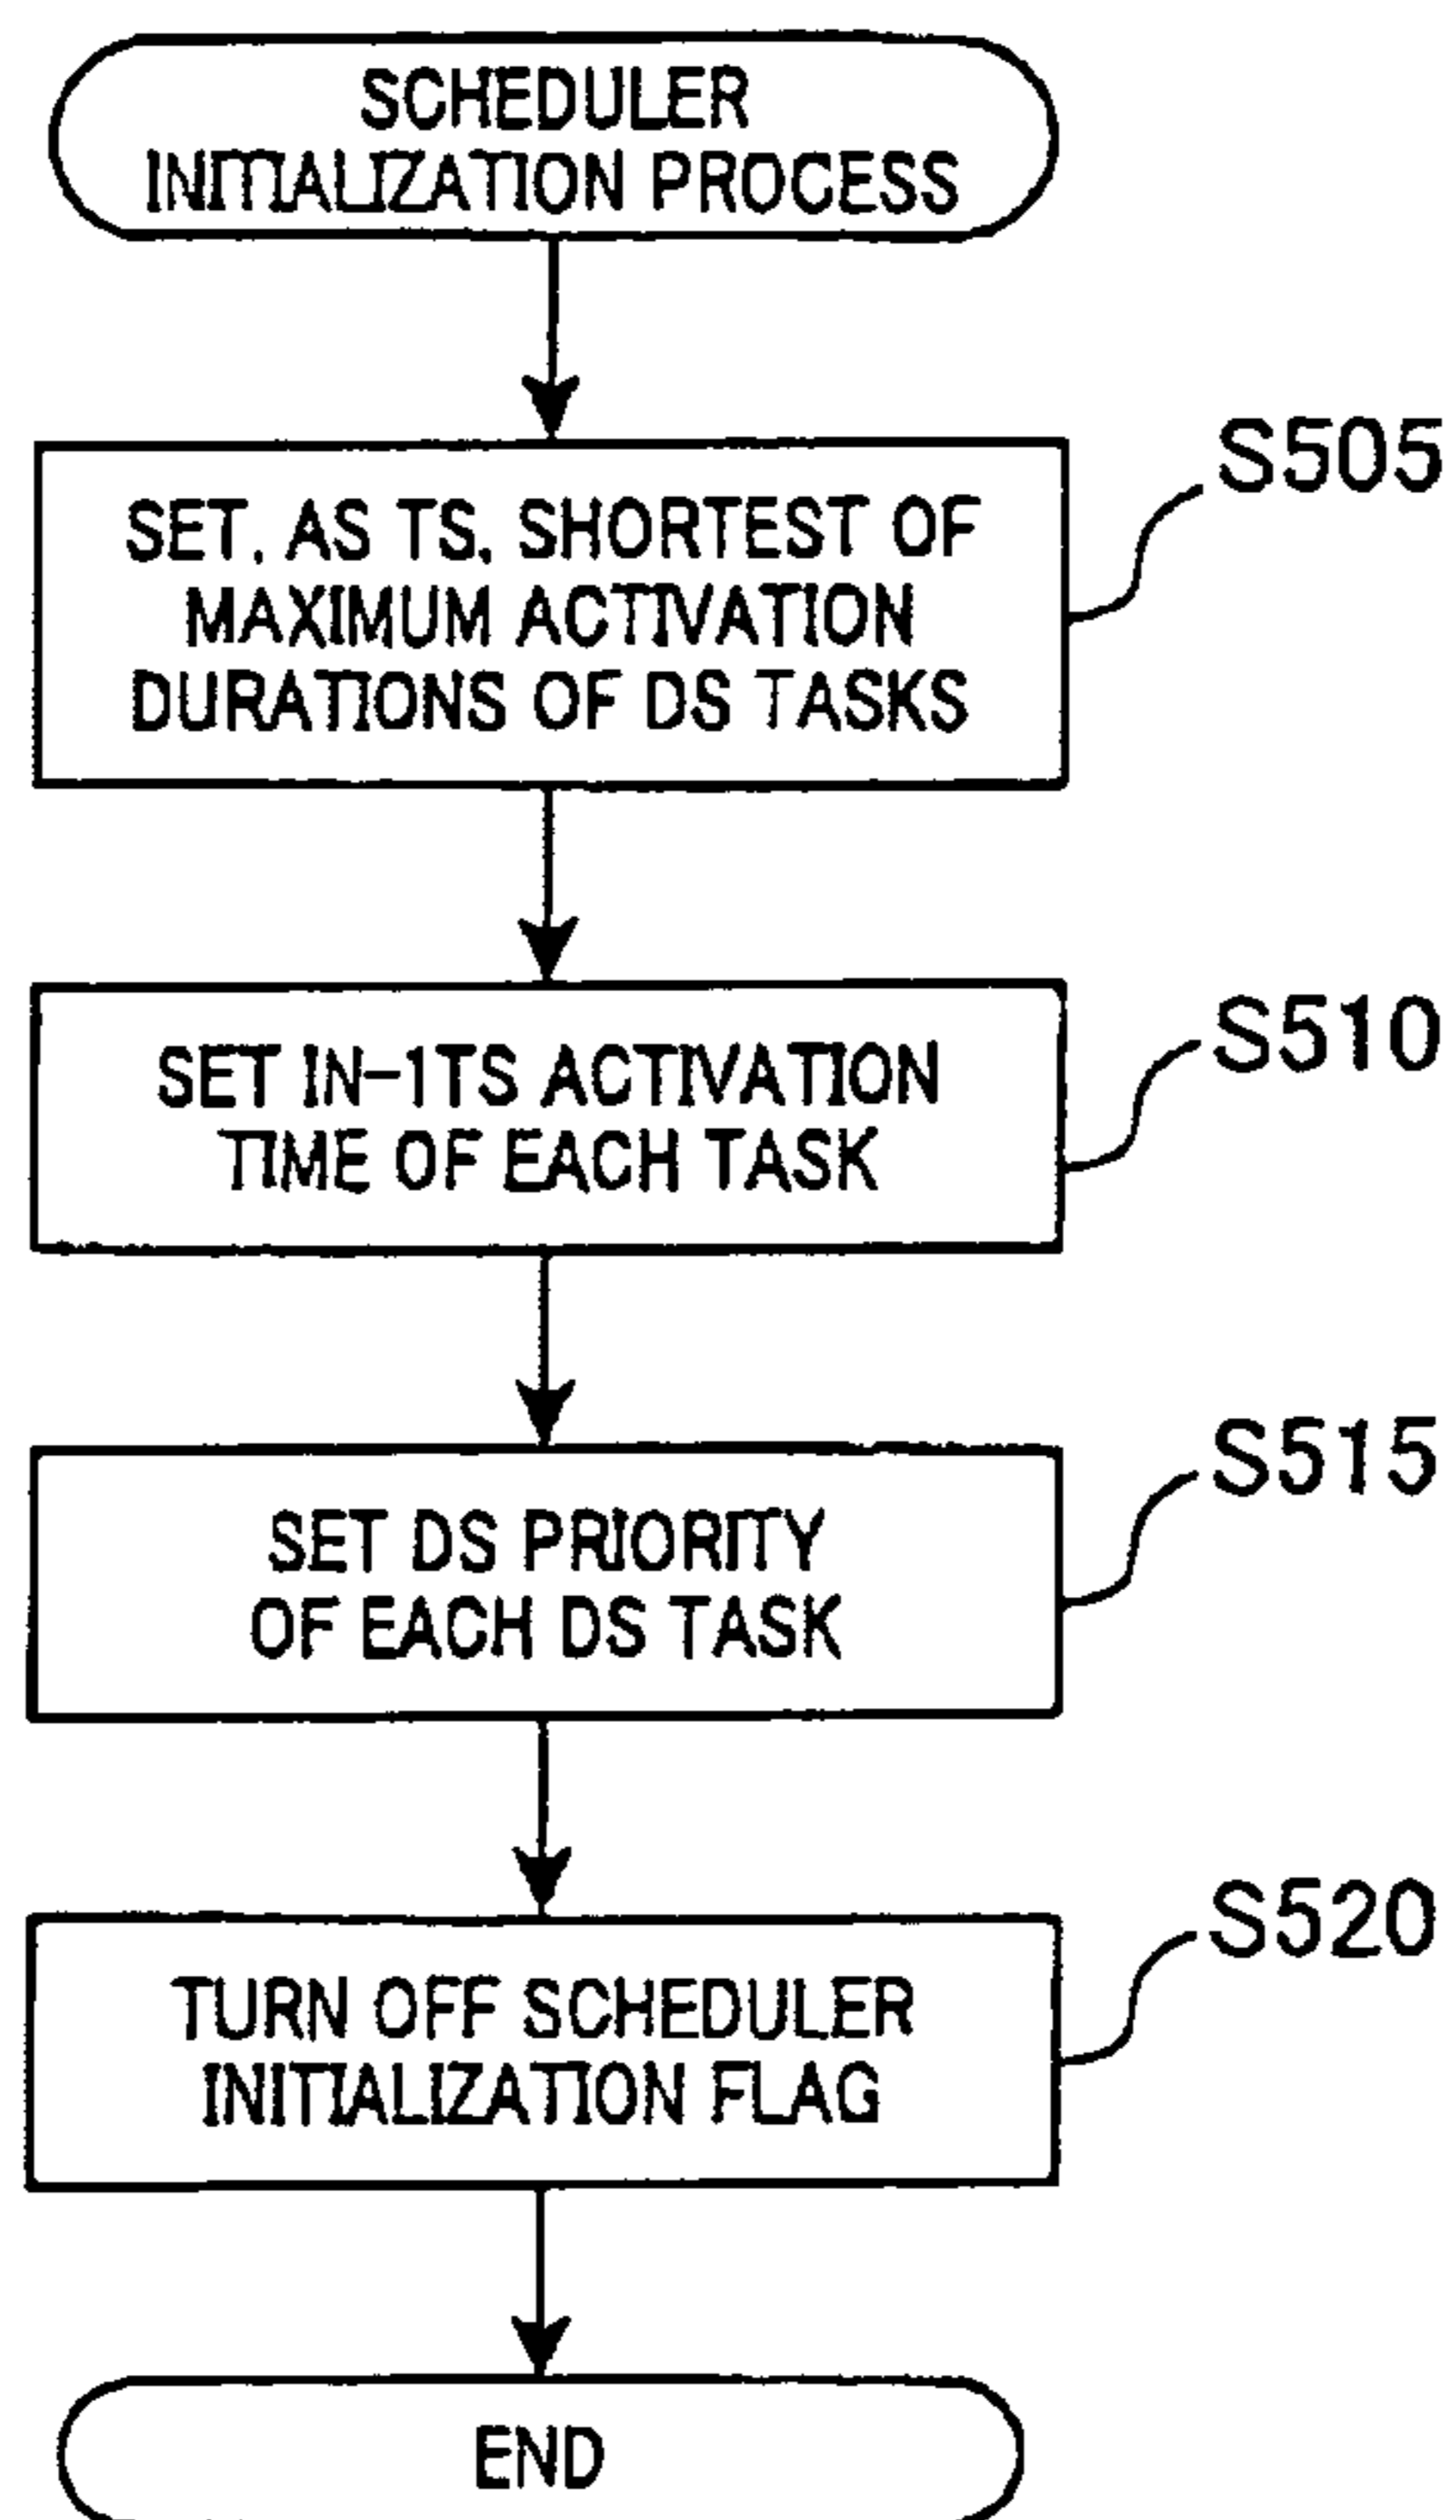 SCHEDULER
INITIALIZATION PROCESS
S505
SET, AS TS, SHORTEST OF
MAXIMUM ACTIVATION
DURATIONS OF DS TASKS
S510
SET IN-1TS ACTIVATION
TIME OF EACH TASK
S515
SET DS PRIORITY
OF EACH DS TASK
S520
TURN OFF SCHEDULER
INITIALIZATION FLAG
END